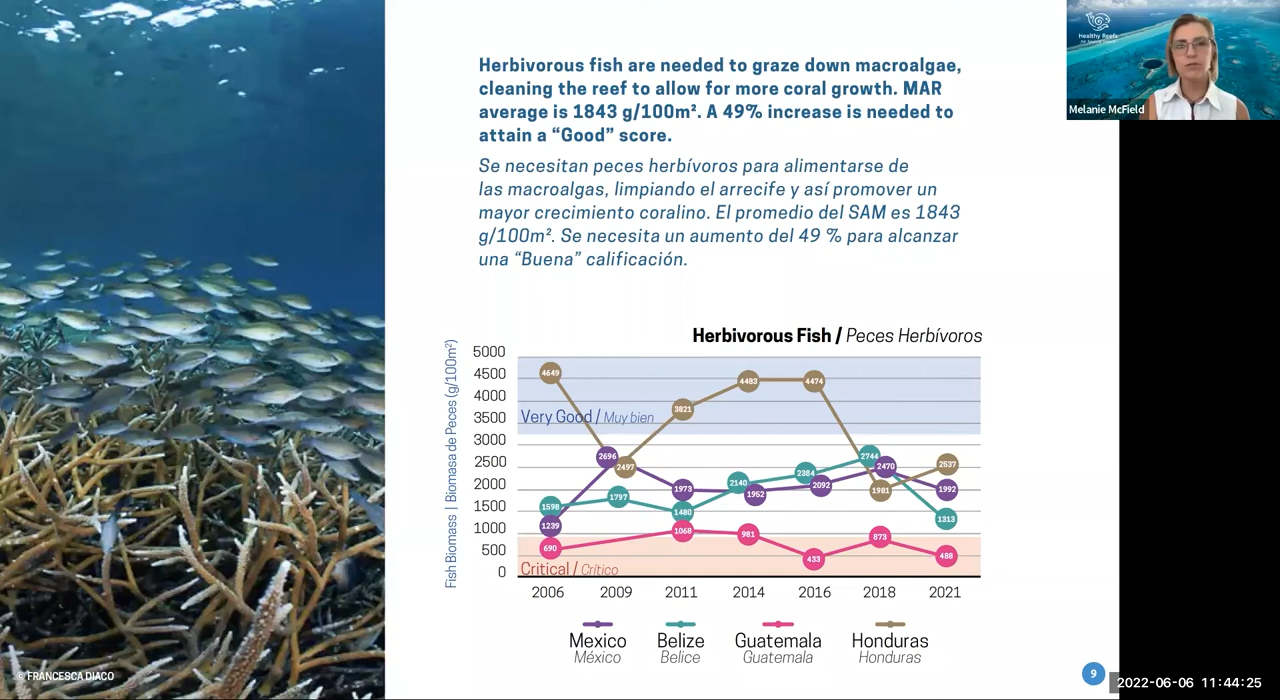 Herbivorous fish are needed to graze down macroalgae,
cleaning the reef to allow for more coral growth. MAR
average is 1843 g/100m². A 49% increase is needed to
attain a “Good” score.
Se necesitan peces herbívoros para alimentarse de
las macroalgas, limpiando el arrecife y así promover un
mayor crecimiento coralino. El promedio del SAM es 1843
g/100m². Se necesita un aumento del 49 % para alcanzar
una “Buena” calificación.
Healthy Reefs
Melanie McField
Herbivorous Fish / Peces Herbívoros
Fish Biomass | Biomasa de Peces (g/100m²)
5000
4500
4000
3500
3000
2500
2000
1500
1000
500
0
Very Good / Muy bien
Critical / Crítico
4649
2497
3821
4483
4474
1981
2537
1239
2696
1973
1952
2092
2470
1992
1598
1797
1480
2140
2384
2744
1313
690
1068
981
433
873
488
2006 2009 2011 2014 2016 2018 2021
Mexico Belize Guatemala Honduras
México Belice Guatemala Honduras
© FRANCESCA DIACO
9
2022-06-06 11:44:25